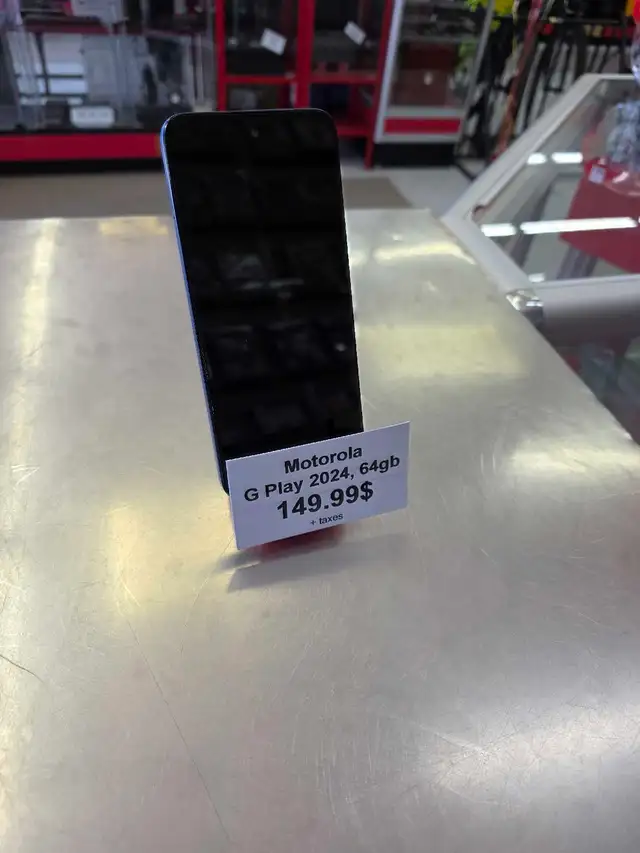 Motorola
G Play 2024, 64gb
149.99$
+ taxes